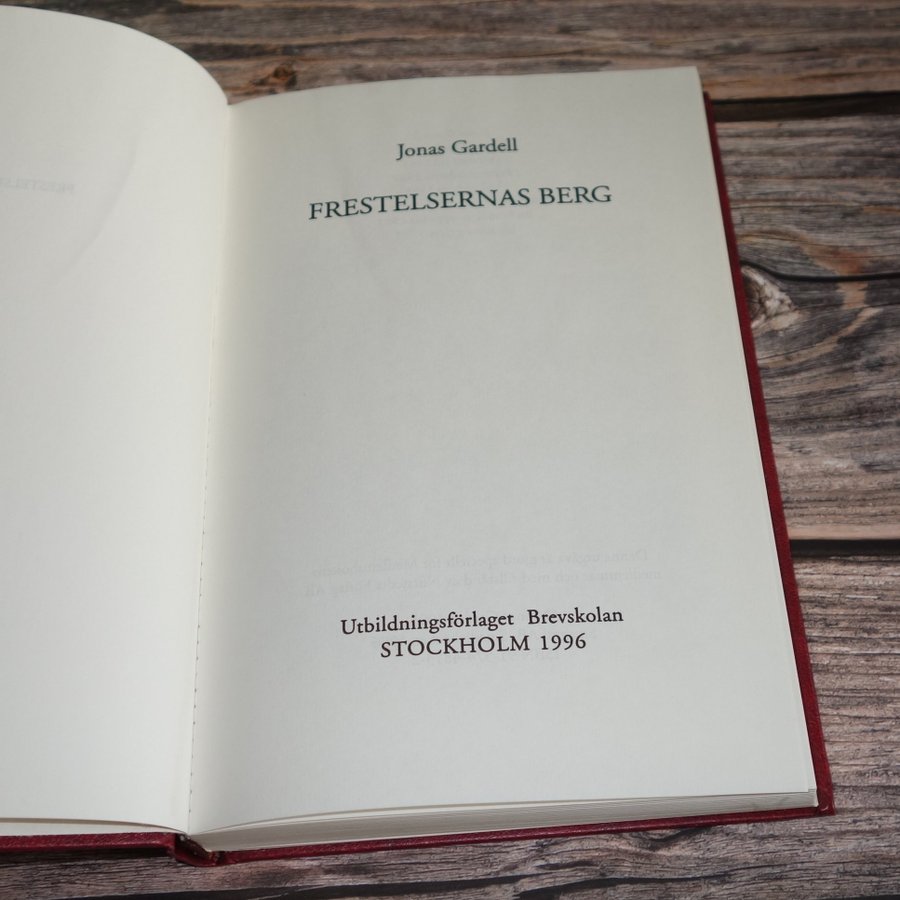 Jonas Gardell
FRESTELSERNAS BERG
Utbildningsförlaget Brevskolan
STOCKHOLM 1996